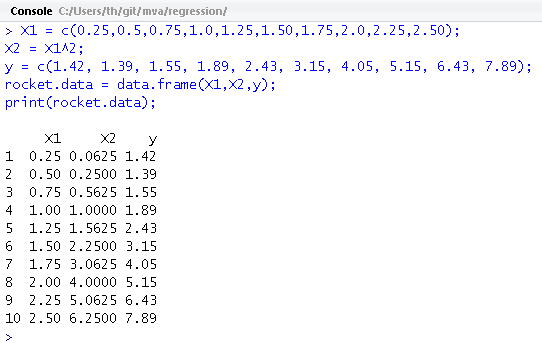 Console C:/Users/th/git/mva/regression/
> X1 = c(0.25,0.5,0.75,1.0,1.25,1.50,1.75,2.0,2.25,2.50);
X2 = X1^2;
y = c(1.42, 1.39, 1.55, 1.89, 2.43, 3.15, 4.05, 5.15, 6.43, 7.89);
rocket.data = data.frame(X1,X2,y);
print(rocket.data);
X1 X2 y
1 0.25 0.0625 1.42
2 0.50 0.2500 1.39
3 0.75 0.5625 1.55
4 1.00 1.0000 1.89
5 1.25 1.5625 2.43
6 1.50 2.2500 3.15
7 1.75 3.0625 4.05
8 2.00 4.0000 5.15
9 2.25 5.0625 6.43
10 2.50 6.2500 7.89
>